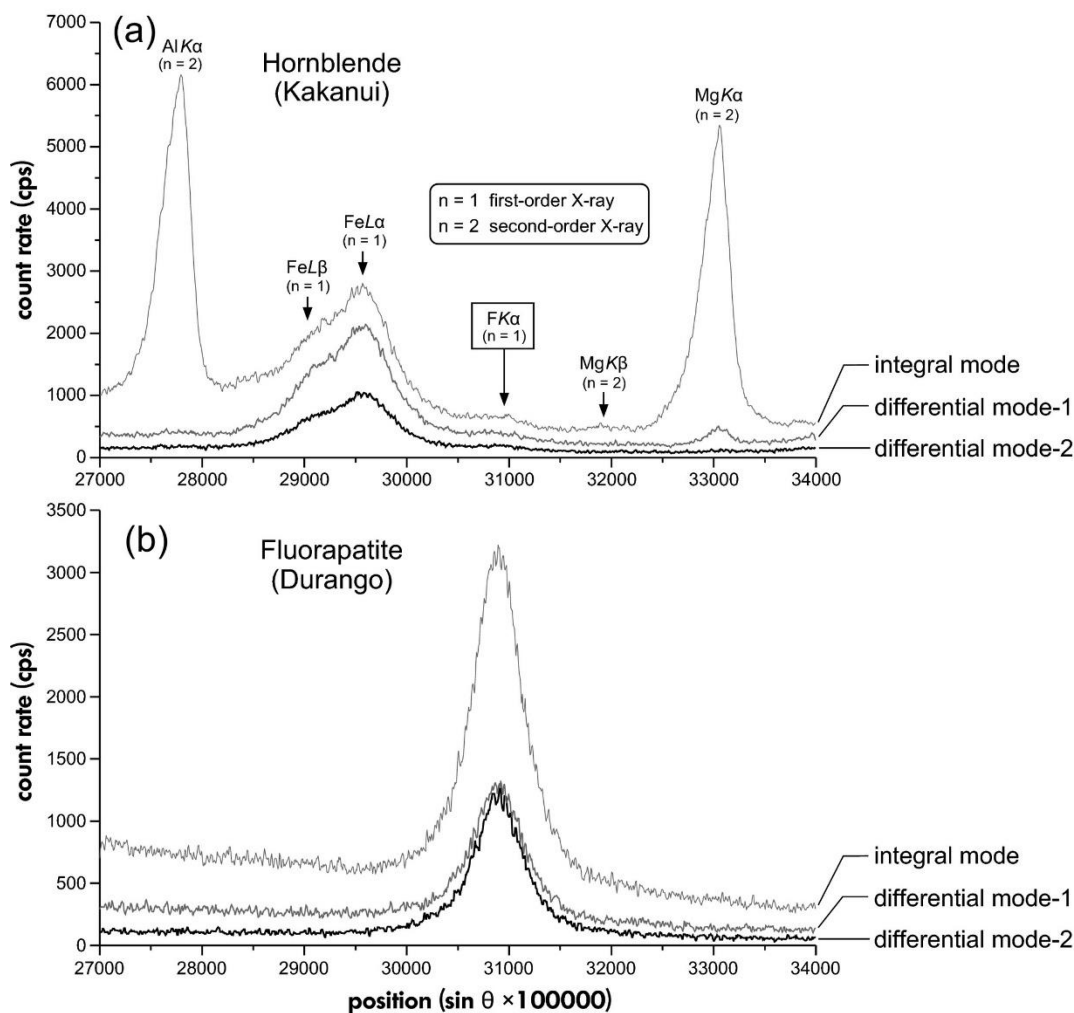 (a)
7000
6000
5000
4000
3000
2000
1000
0
count rate (cps)
AlKα
(n = 2)
Hornblende
(Kakanui)
MgKα
(n = 2)
n = 1 first-order X-ray
n = 2 second-order X-ray
FeLα
(n = 1)
FeLβ
(n = 1)
FKα
(n = 1)
MgKβ
(n = 2)
integral mode
differential mode-1
differential mode-2
27000 28000 29000 30000 31000 32000 33000 34000
(b)
3500
3000
2500
2000
1500
1000
500
0
count rate (cps)
Fluorapatite
(Durango)
integral mode
differential mode-1
differential mode-2
27000 28000 29000 30000 31000 32000 33000 34000
position (sin θ ×100000)